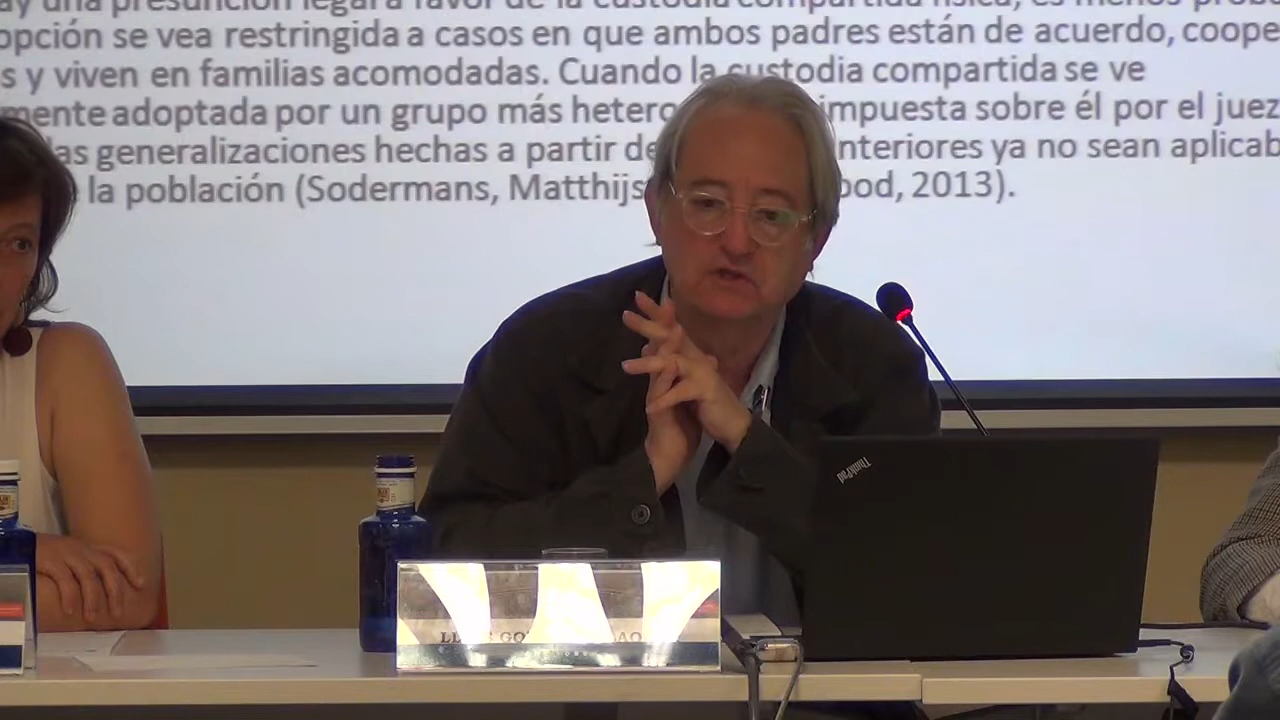 ay una presunción legal a favor de la custodia compartida física, es menos prob
opción se vea restringida a casos en que ambos padres están de acuerdo, coope
s y viven en familias acomodadas. Cuando la custodia compartida se ve
mente adoptada por un grupo más hetero impuesta sobre él por el juez
las generalizaciones hechas a partir de nteriores ya no sean aplicab
la población (Sodermans, Matthijs ood, 2013).
ThinkPad